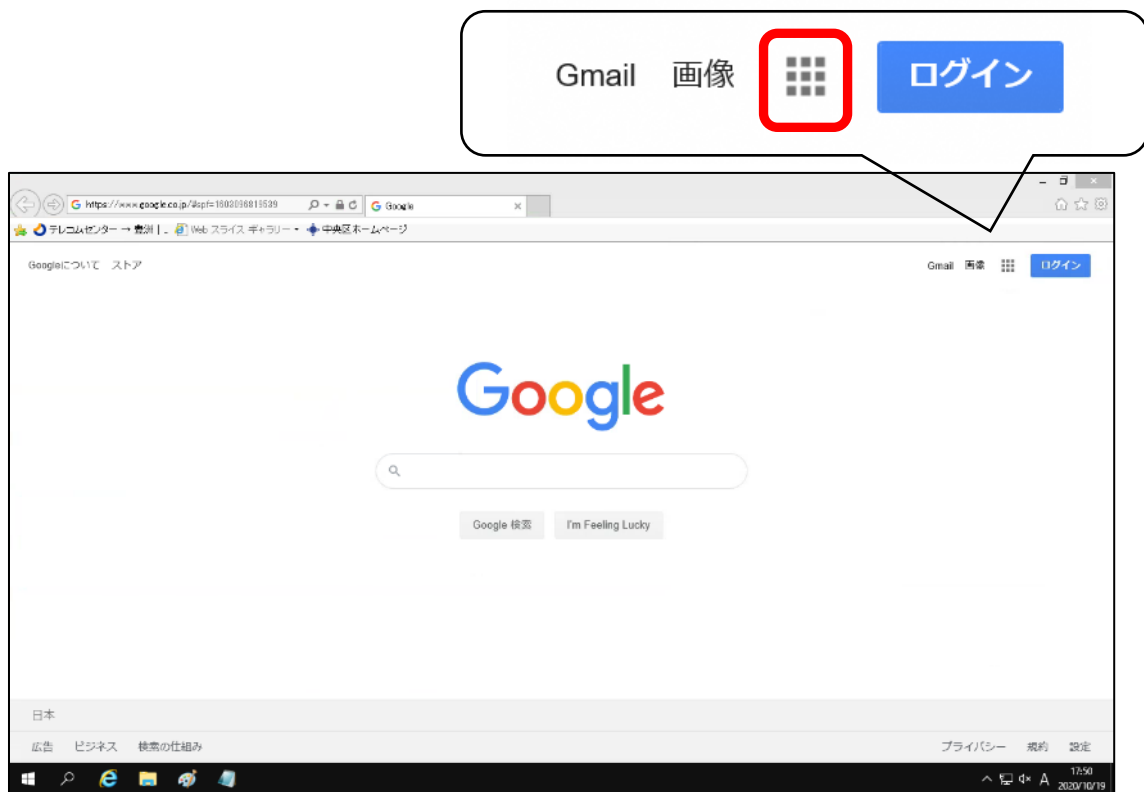 Gmail 画像 ログイン
https://www.google.co.jp/
Google
テレコムセンター → 豊洲 | Web スライス ギャラリー 中央区ホームページ
Googleについて ストア
Gmail 画像 ログイン
Google
Google 検索 I'm Feeling Lucky
日本
広告 ビジネス 検索の仕組み
プライバシー 規約 設定
A 17:50
2020/10/19